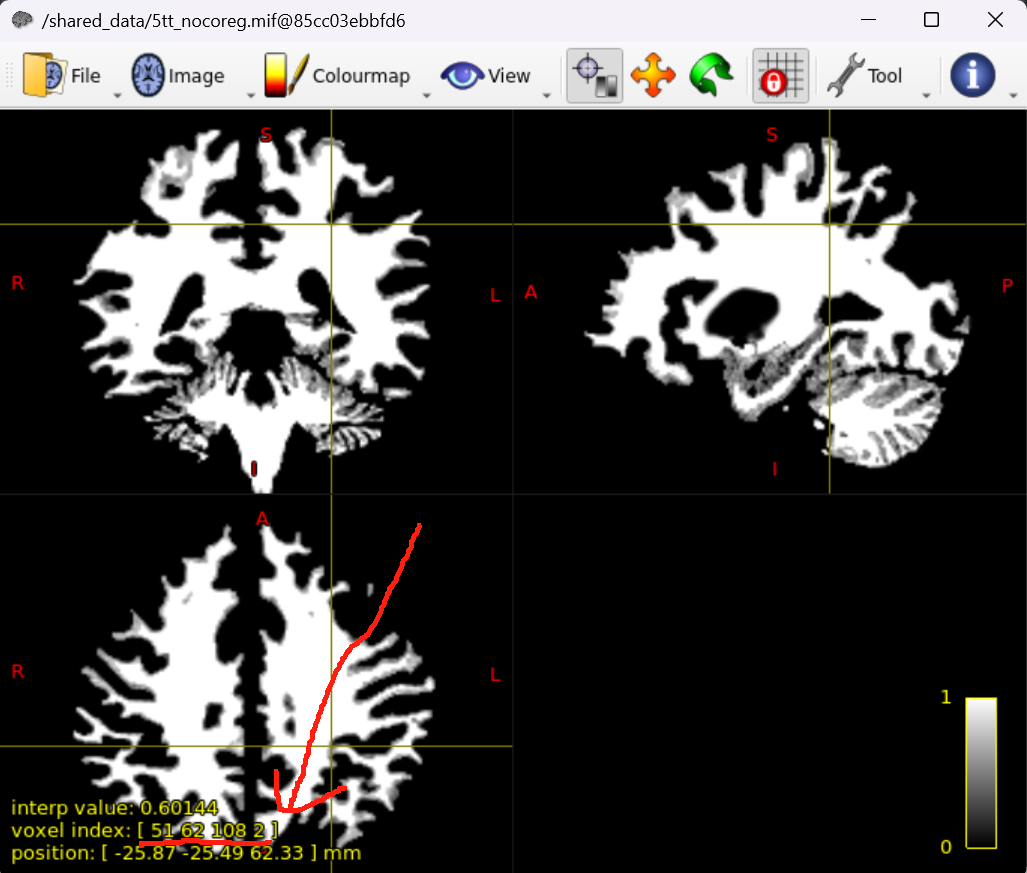 /shared_data/5tt_nocoreg.mif@85cc03ebbfd6
File Image Colourmap View Tool i
S S
R L A P
I I
A
R L
1
interp value: 0.60144
voxel index: [ 51 62 108 2 ]
0
position: [ -25.87 -25.49 62.33 ] mm